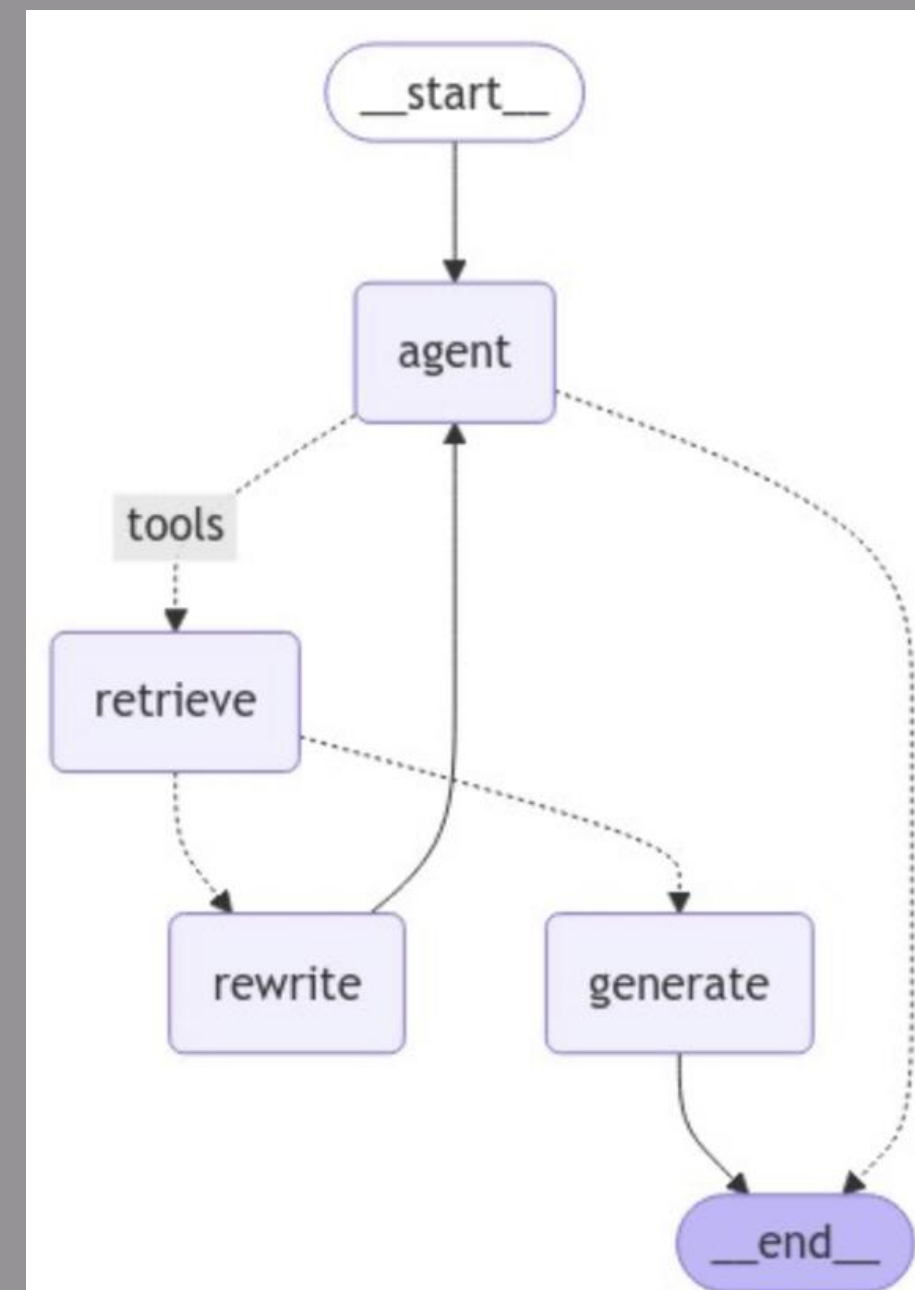 __start__
agent
tools
retrieve
rewrite
generate
__end__